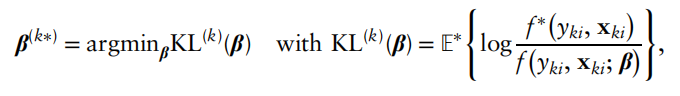 𝜷⁽ᵏ*⁾ = argmin_𝜷 KL⁽ᵏ⁾(𝜷) with KL⁽ᵏ⁾(𝜷) = 𝔼* { log f*(y_ki, x_ki) / f(y_ki, x_ki; 𝜷) },